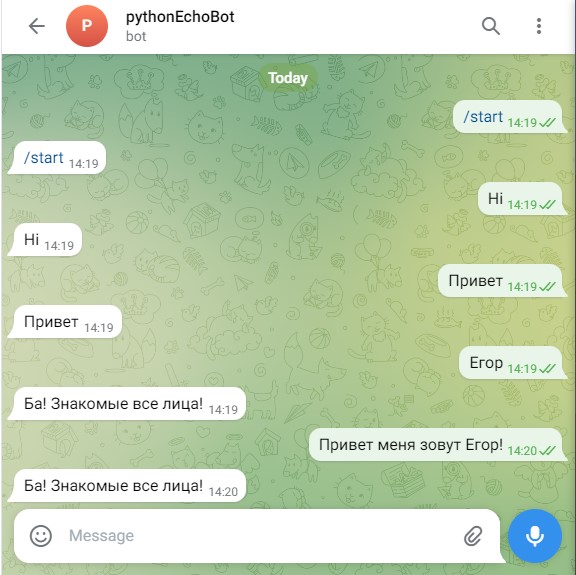 P
pythonEchoBot
bot
Today
/start 14:19
/start 14:19
Hi 14:19
Hi 14:19
Привет 14:19
Привет 14:19
Егор 14:19
Ба! Знакомые все лица! 14:19
Привет меня зовут Егор! 14:20
Ба! Знакомые все лица! 14:20
Message